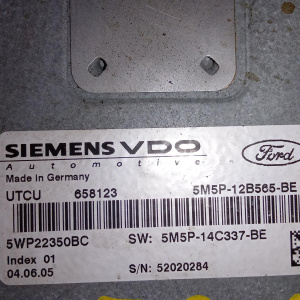 SIEMENS VDO
Automotive
Ford
Made in Germany
UTCU 658123 5M5P-12B565-BE
5WP22350BC SW: 5M5P-14C337-BE
Index 01
04.06.05 S/N: 52020284